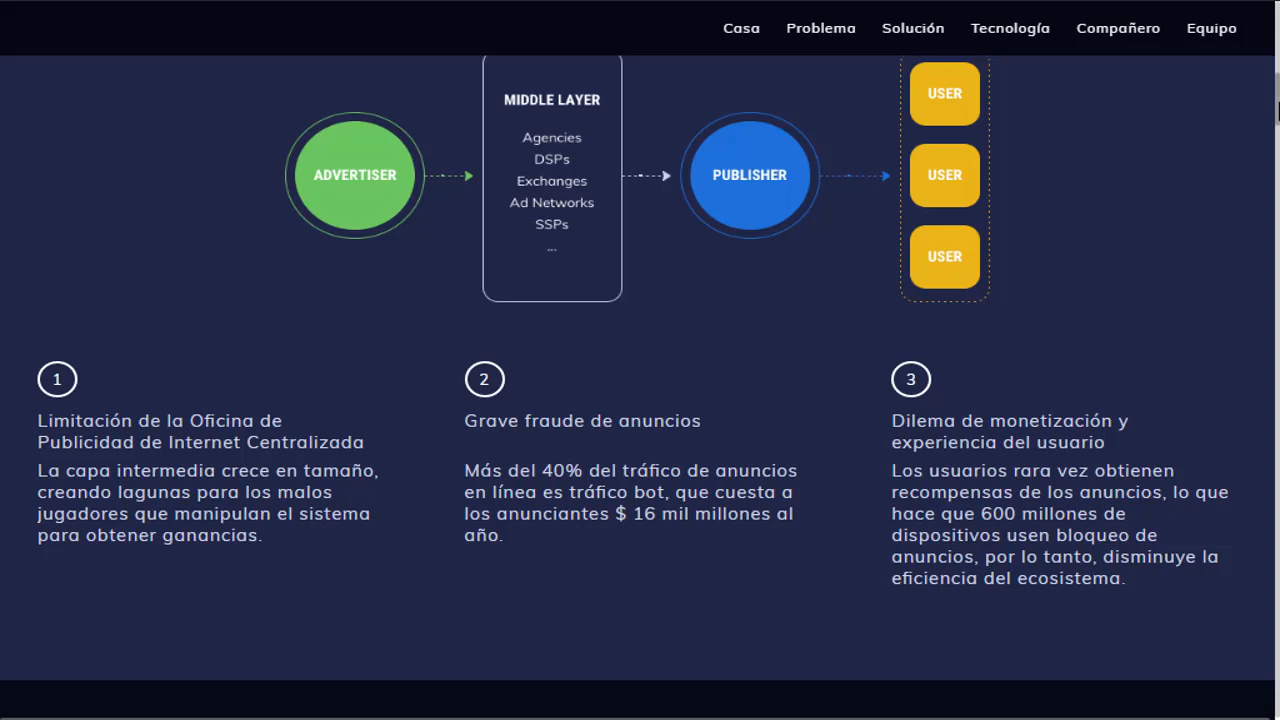 Casa Problema Solución Tecnología Compañero Equipo
ADVERTISER
MIDDLE LAYER
Agencies
DSPs
Exchanges
Ad Networks
SSPs
...
PUBLISHER
USER
USER
USER
1
Limitación de la Oficina de
Publicidad de Internet Centralizada
La capa intermedia crece en tamaño,
creando lagunas para los malos
jugadores que manipulan el sistema
para obtener ganancias.
2
Grave fraude de anuncios
Más del 40% del tráfico de anuncios
en línea es tráfico bot, que cuesta a
los anunciantes $ 16 mil millones al
año.
3
Dilema de monetización y
experiencia del usuario
Los usuarios rara vez obtienen
recompensas de los anuncios, lo que
hace que 600 millones de
dispositivos usen bloqueo de
anuncios, por lo tanto, disminuye la
eficiencia del ecosistema.